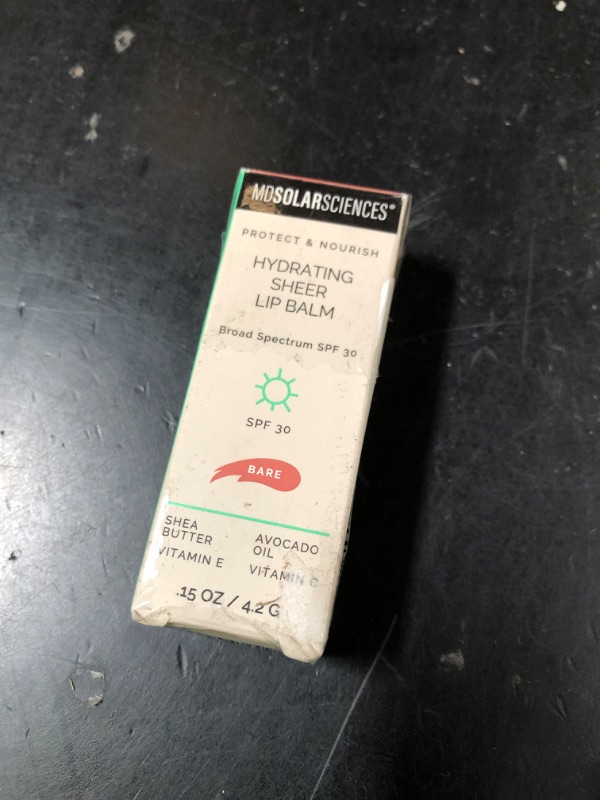 MDSOLARSCIENCES®
PROTECT & NOURISH
HYDRATING
SHEER
LIP BALM
Broad Spectrum SPF 30
SPF 30
BARE
SHEA
BUTTER
VITAMIN E
AVOCADO
OIL
VITAMIN C
.15 OZ / 4.2 G